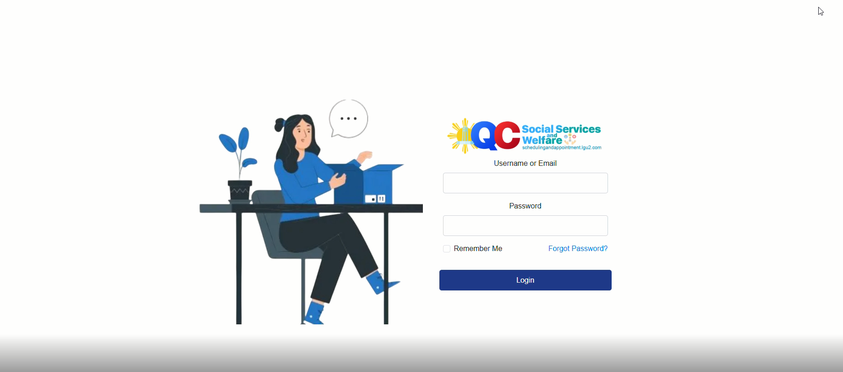 QC Social Services
and
Welfare
schedulingandappointment.lgu2.com
Username or Email
Password
Remember Me Forgot Password?
Login